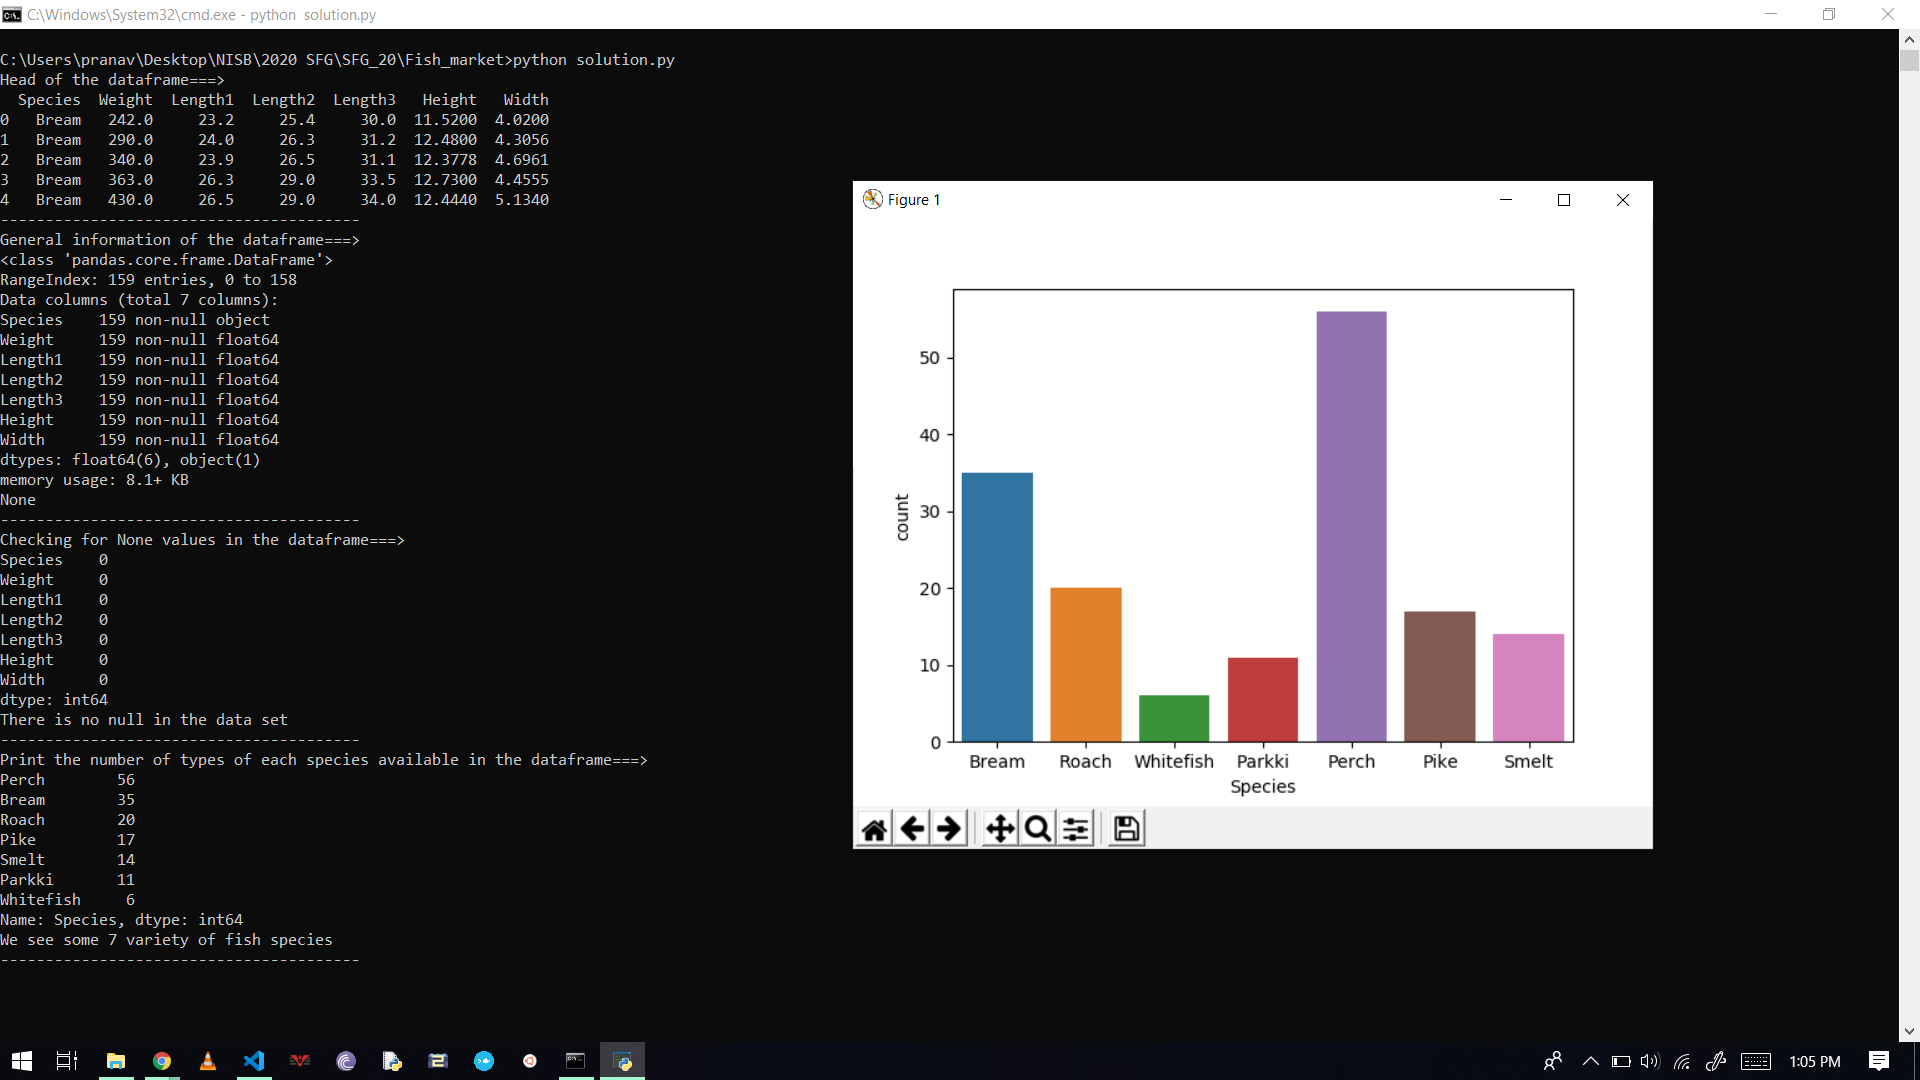 C:\Windows\System32\cmd.exe - python  solution.py
C:\Users\pranav\Desktop\NISB\2020 SFG\SFG_20\Fish_market>python solution.py
Head of the dataframe===>
  Species  Weight  Length1  Length2  Length3   Height   Width
0   Bream   242.0     23.2     25.4     30.0  11.5200  4.0200
1   Bream   290.0     24.0     26.3     31.2  12.4800  4.3056
2   Bream   340.0     23.9     26.5     31.1  12.3778  4.6961
3   Bream   363.0     26.3     29.0     33.5  12.7300  4.4555
4   Bream   430.0     26.5     29.0     34.0  12.4440  5.1340
----------------------------------------
General information of the dataframe===>
<class 'pandas.core.frame.DataFrame'>
RangeIndex: 159 entries, 0 to 158
Data columns (total 7 columns):
Species    159 non-null object
Weight     159 non-null float64
Length1    159 non-null float64
Length2    159 non-null float64
Length3    159 non-null float64
Height     159 non-null float64
Width      159 non-null float64
dtypes: float64(6), object(1)
memory usage: 8.1+ KB
None
----------------------------------------
Checking for None values in the dataframe===>
Species    0
Weight     0
Length1    0
Length2    0
Length3    0
Height     0
Width      0
dtype: int64
There is no null in the data set
----------------------------------------
Print the number of types of each species available in the dataframe===>
Perch        56
Bream        35
Roach        20
Pike         17
Smelt        14
Parkki       11
Whitefish     6
Name: Species, dtype: int64
We see some 7 variety of fish species
----------------------------------------
Figure 1
50
40
30
20
10
0
count
Bream Roach Whitefish Parkki Perch Pike Smelt
Species
1:05 PM